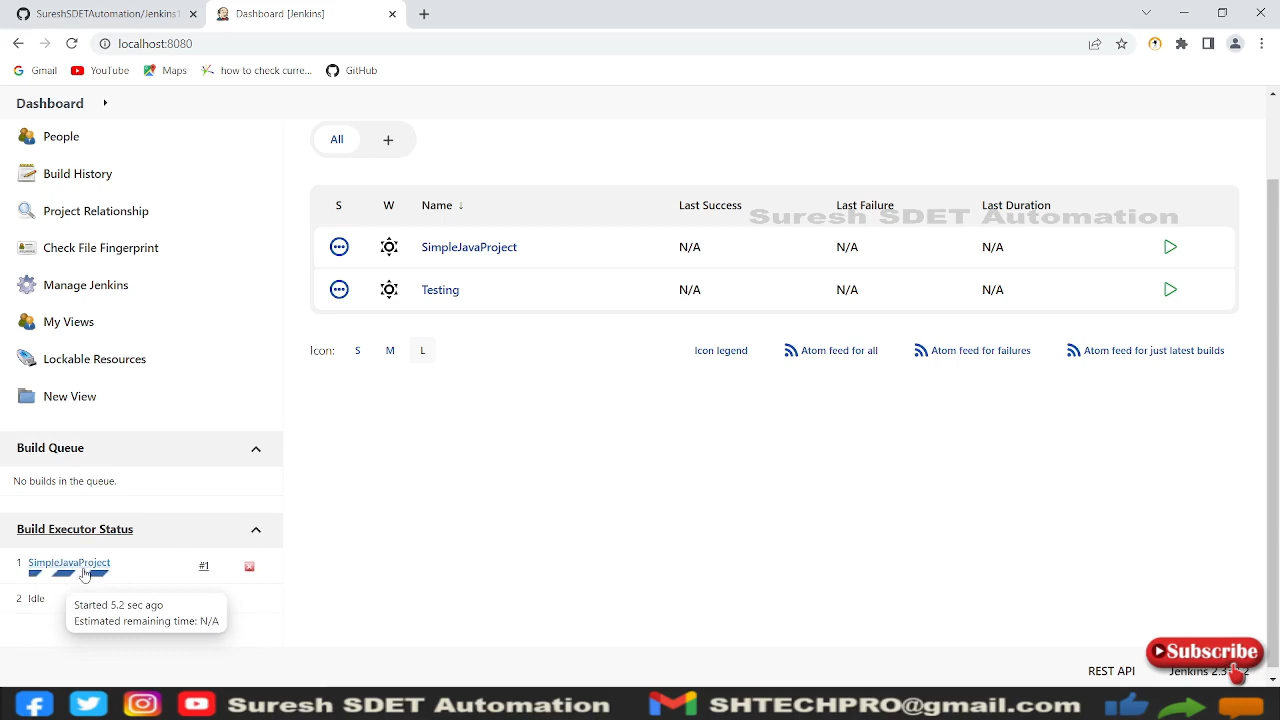 SureshSDETAutomation/Jenkins1
Dashboard [Jenkins]
localhost:8080
Gmail
YouTube
Maps
how to check curre...
GitHub
Dashboard
People
Build History
Project Relationship
Check File Fingerprint
Manage Jenkins
My Views
Lockable Resources
New View
Build Queue
No builds in the queue.
Build Executor Status
1 SimpleJavaProject #1
2 Idle
Started 5.2 sec ago
Estimated remaining time: N/A
All +
S W Name ↓ Last Success Last Failure Last Duration
Suresh SDET Automation
SimpleJavaProject N/A N/A N/A
Testing N/A N/A N/A
Icon: S M L
Icon legend Atom feed for all Atom feed for failures Atom feed for just latest builds
Subscribe
REST API Jenkins
Suresh SDET Automation SHTECHPRO@gmail.com